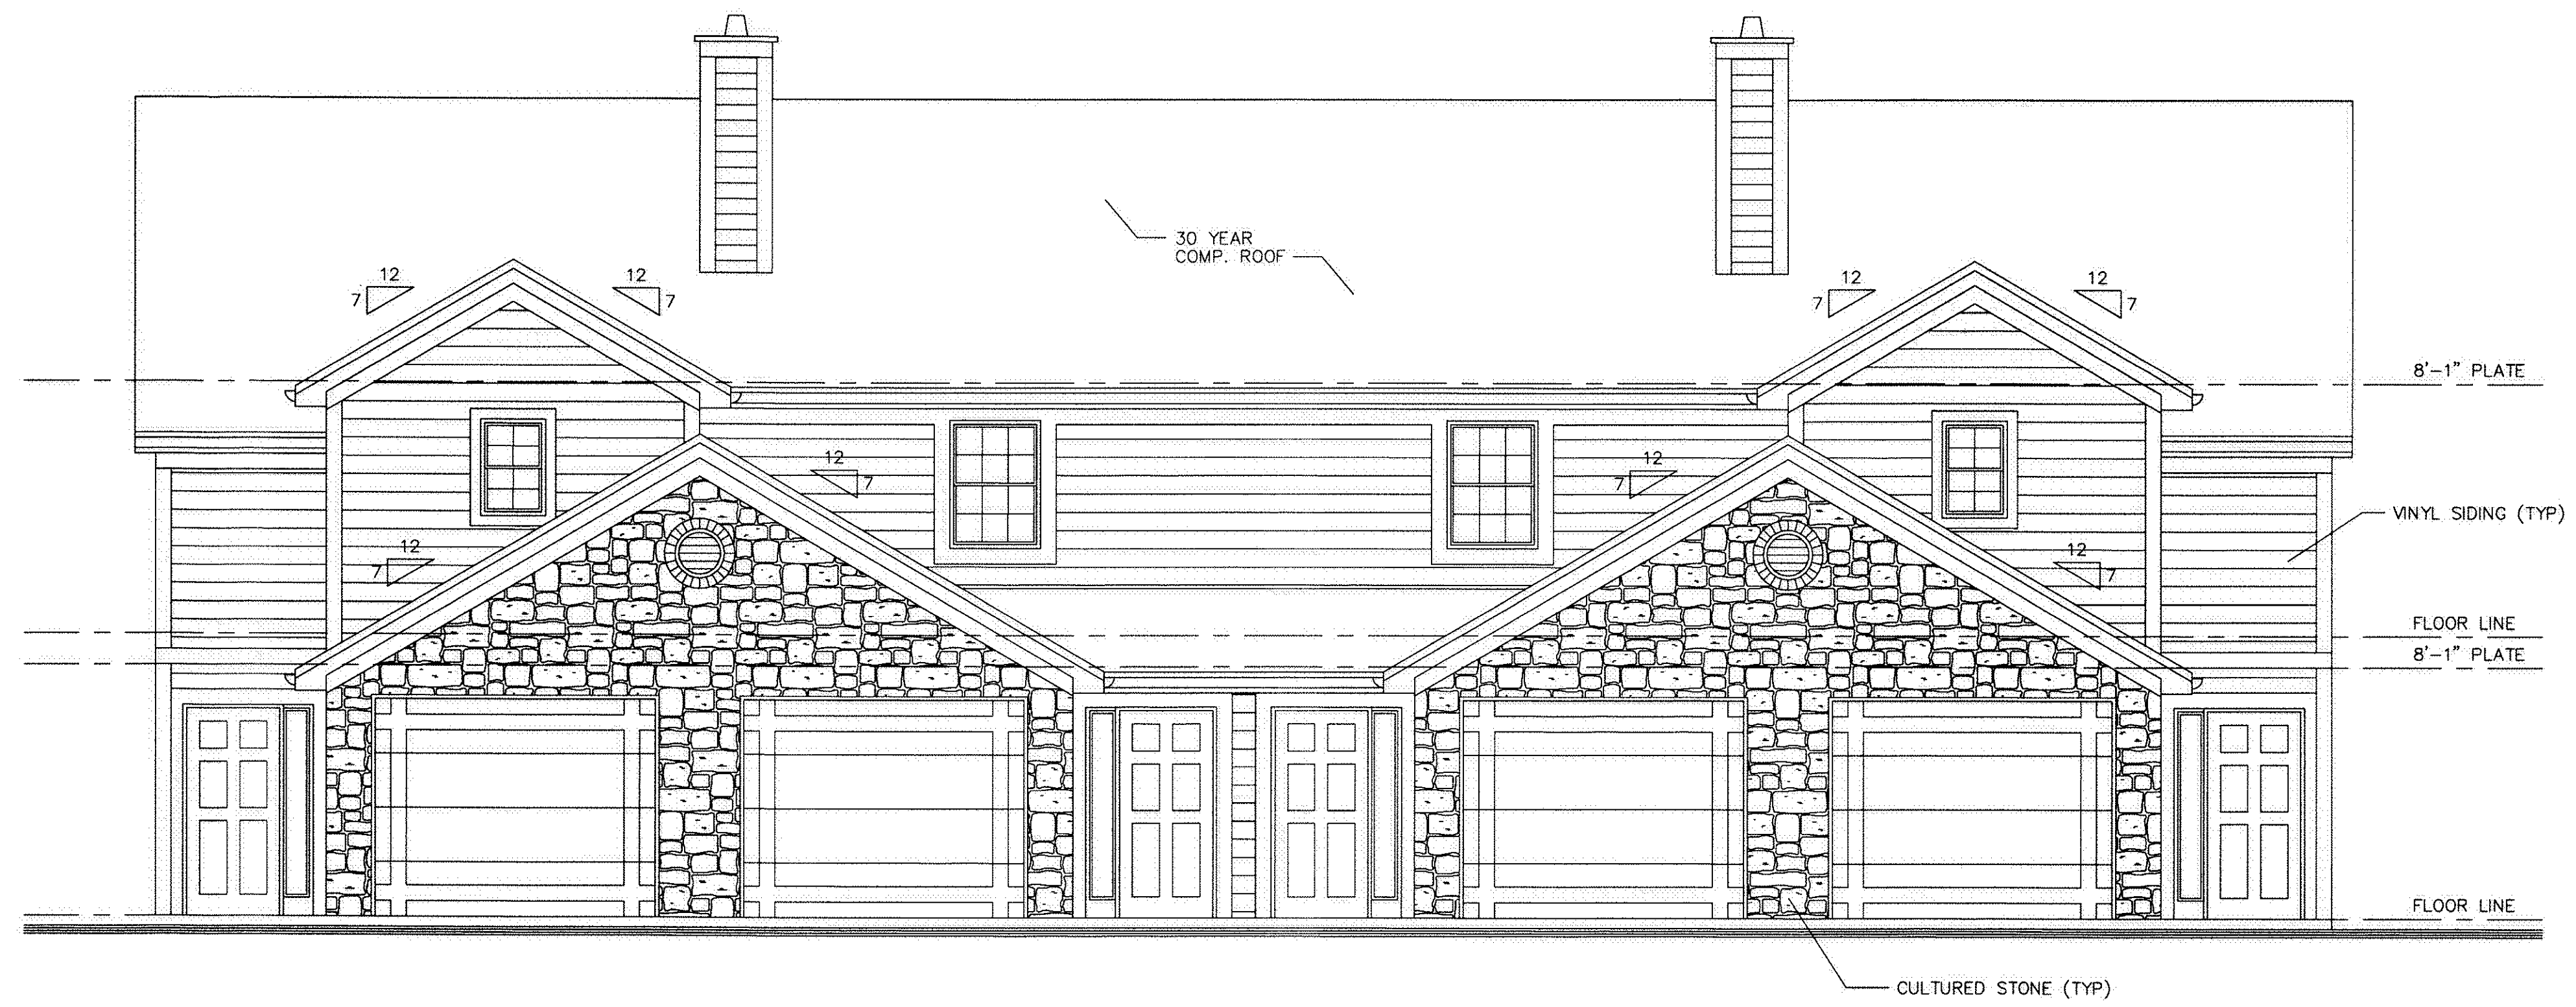 30 YEAR
COMP. ROOF
12
7
12
7
12
7
12
7
8'-1" PLATE
12
7
12
7
VINYL SIDING (TYP)
12
7
12
7
FLOOR LINE
8'-1" PLATE
FLOOR LINE
CULTURED STONE (TYP)